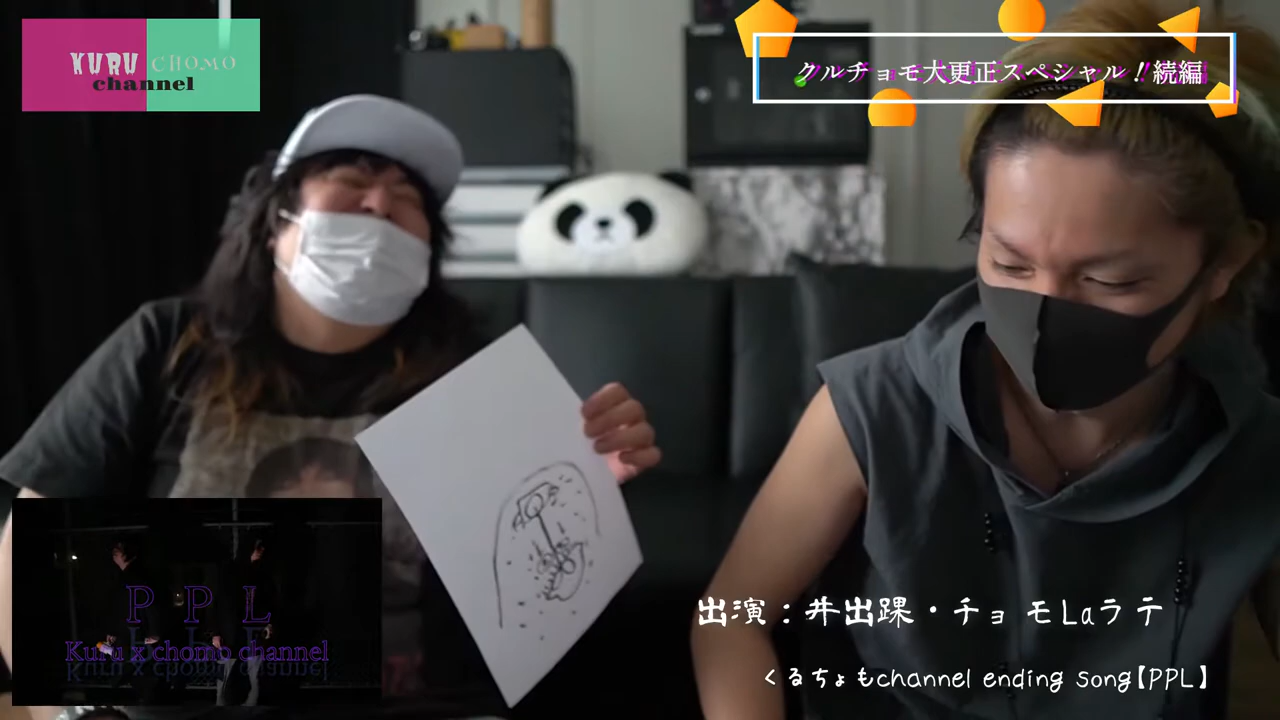 KURU CHOMO
channel
クルチョモ大更正スペシャル！続編
PPL
Kuru x chomo channel
出演：井出踝・チョモLaラテ
くるちょもchannel ending song【PPL】